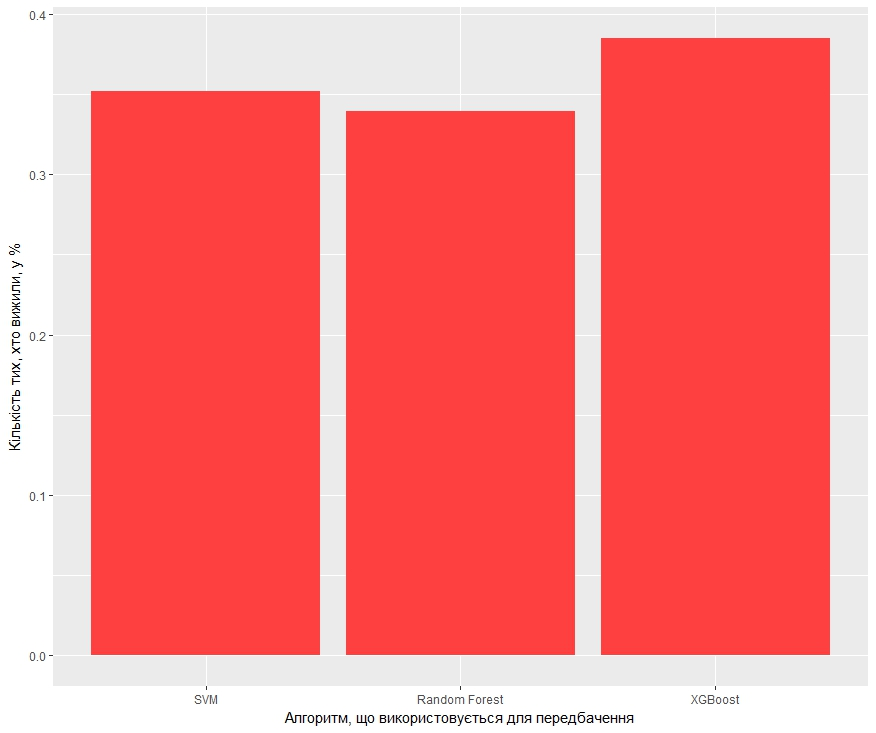 Кількість тих, хто вижили, у %
0.4
0.3
0.2
0.1
0.0
SVM
Random Forest
XGBoost
Алгоритм, що використовується для передбачення